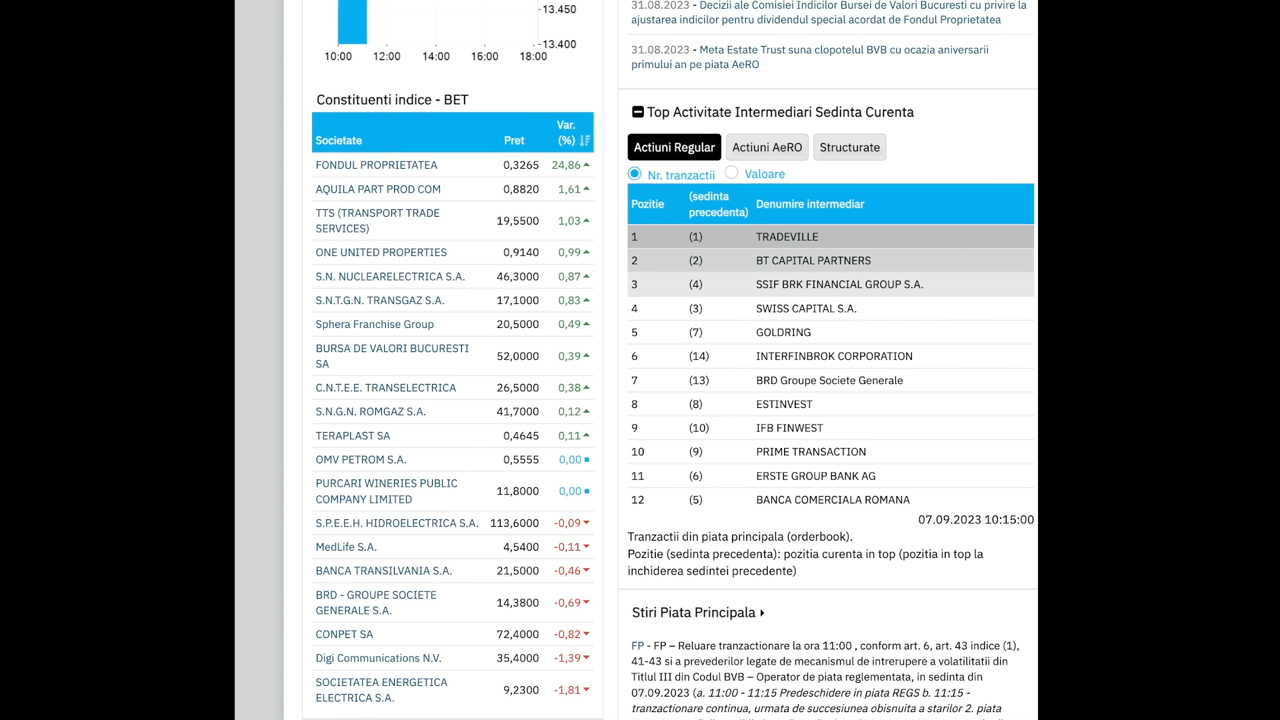 13.450
13.400
10:00 12:00 14:00 16:00 18:00
Constituenti indice - BET
Societate Pret Var. (%)
FONDUL PROPRIETATEA 0,3265 24,86
AQUILA PART PROD COM 0,8820 1,61
TTS (TRANSPORT TRADE
SERVICES) 19,5500 1,03
ONE UNITED PROPERTIES 0,9140 0,99
S.N. NUCLEARELECTRICA S.A. 46,3000 0,87
S.N.T.G.N. TRANSGAZ S.A. 17,1000 0,83
Sphera Franchise Group 20,5000 0,49
BURSA DE VALORI BUCURESTI
SA 52,0000 0,39
C.N.T.E.E. TRANSELECTRICA 26,5000 0,38
S.N.G.N. ROMGAZ S.A. 41,7000 0,12
TERAPLAST SA 0,4645 0,11
OMV PETROM S.A. 0,5555 0,00
PURCARI WINERIES PUBLIC
COMPANY LIMITED 11,8000 0,00
S.P.E.E.H. HIDROELECTRICA S.A. 113,6000 -0,09
MedLife S.A. 4,5400 -0,11
BANCA TRANSILVANIA S.A. 21,5000 -0,46
BRD - GROUPE SOCIETE
GENERALE S.A. 14,3800 -0,69
CONPET SA 72,4000 -0,82
Digi Communications N.V. 35,4000 -1,39
SOCIETATEA ENERGETICA
ELECTRICA S.A. 9,2300 -1,81
31.08.2023 - Decizii ale Comisiei Indicilor Bursei de Valori Bucuresti cu privire la
ajustarea indicilor pentru dividendul special acordat de Fondul Proprietatea
31.08.2023 - Meta Estate Trust suna clopotelul BVB cu ocazia aniversarii
primului an pe piata AeRO
Top Activitate Intermediari Sedinta Curenta
Actiuni Regular Actiuni AeRO Structurate
Nr. tranzactii Valoare
Pozitie (sedinta precedenta) Denumire intermediar
1 (1) TRADEVILLE
2 (2) BT CAPITAL PARTNERS
3 (4) SSIF BRK FINANCIAL GROUP S.A.
4 (3) SWISS CAPITAL S.A.
5 (7) GOLDRING
6 (14) INTERFINBROK CORPORATION
7 (13) BRD Groupe Societe Generale
8 (8) ESTINVEST
9 (10) IFB FINWEST
10 (9) PRIME TRANSACTION
11 (6) ERSTE GROUP BANK AG
12 (5) BANCA COMERCIALA ROMANA
07.09.2023 10:15:00
Tranzactii din piata principala (orderbook).
Pozitie (sedinta precedenta): pozitia curenta in top (pozitia in top la
inchiderea sedintei precedente)
Stiri Piata Principala
FP - FP – Reluare tranzactionare la ora 11:00 , conform art. 6, art. 43 indice (1),
41-43 si a prevederilor legate de mecanismul de intrerupere a volatilitatii din
Titlul III din Codul BVB – Operator de piata reglementata, in sedinta din
07.09.2023 (a. 11:00 - 11:15 Predeschidere in piata REGS b. 11:15 -
tranzactionare continua, urmata de succesiunea obisnuita a starilor 2. piata